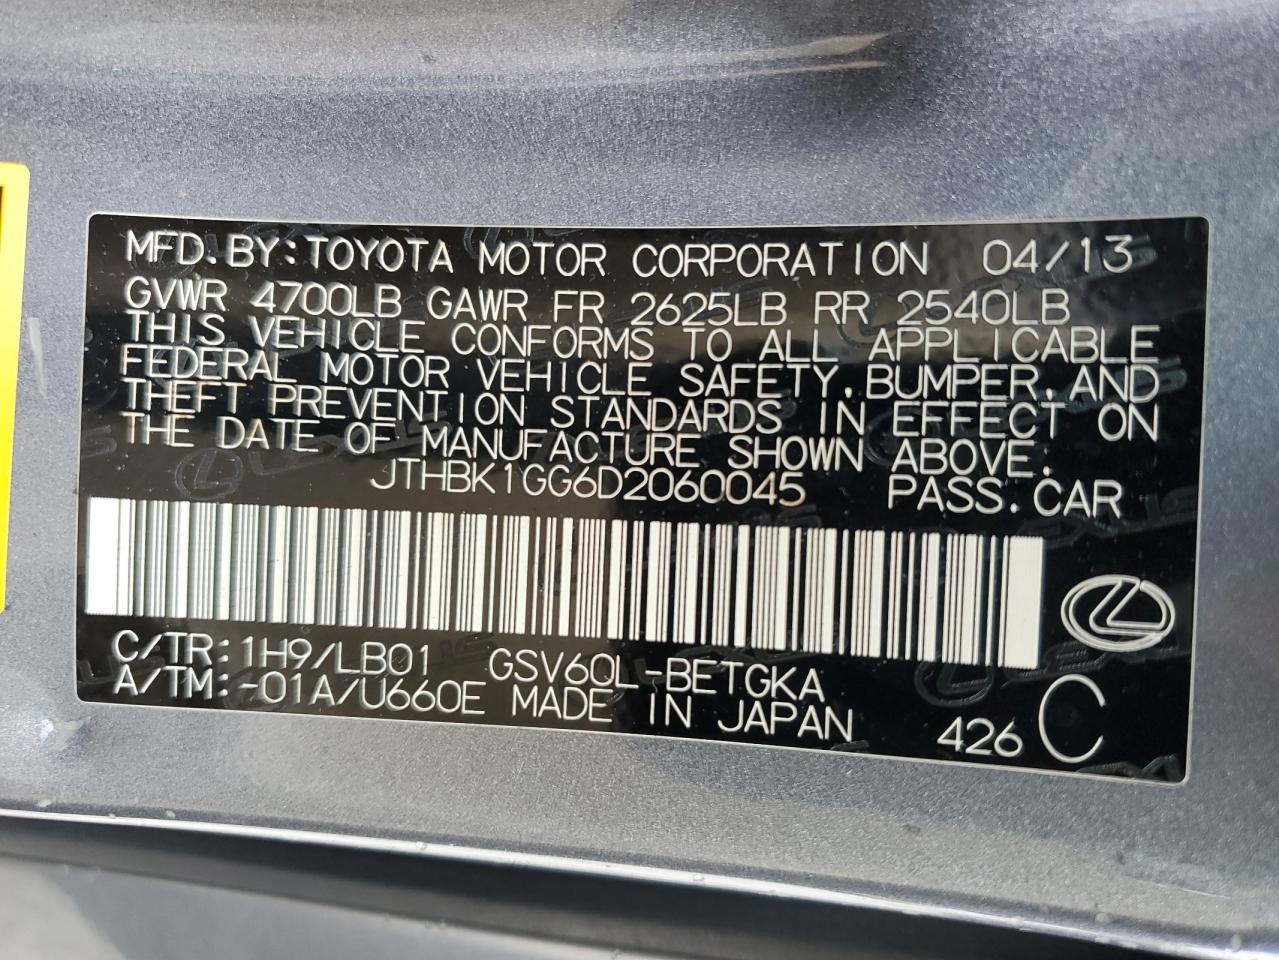 MFD.BY:TOYOTA MOTOR CORPORATION 04/13
GVWR 4700LB GAWR FR 2625LB RR 2540LB
THIS VEHICLE CONFORMS TO ALL APPLICABLE
FEDERAL MOTOR VEHICLE SAFETY,BUMPER,AND
THEFT PREVENTION STANDARDS IN EFFECT ON
THE DATE OF MANUFACTURE SHOWN ABOVE.
JTHBK1GG6D2060045 PASS.CAR
C/TR:1H9/LB01 GSV60L-BETGKA
A/TM:-01A/U660E MADE IN JAPAN 426 C